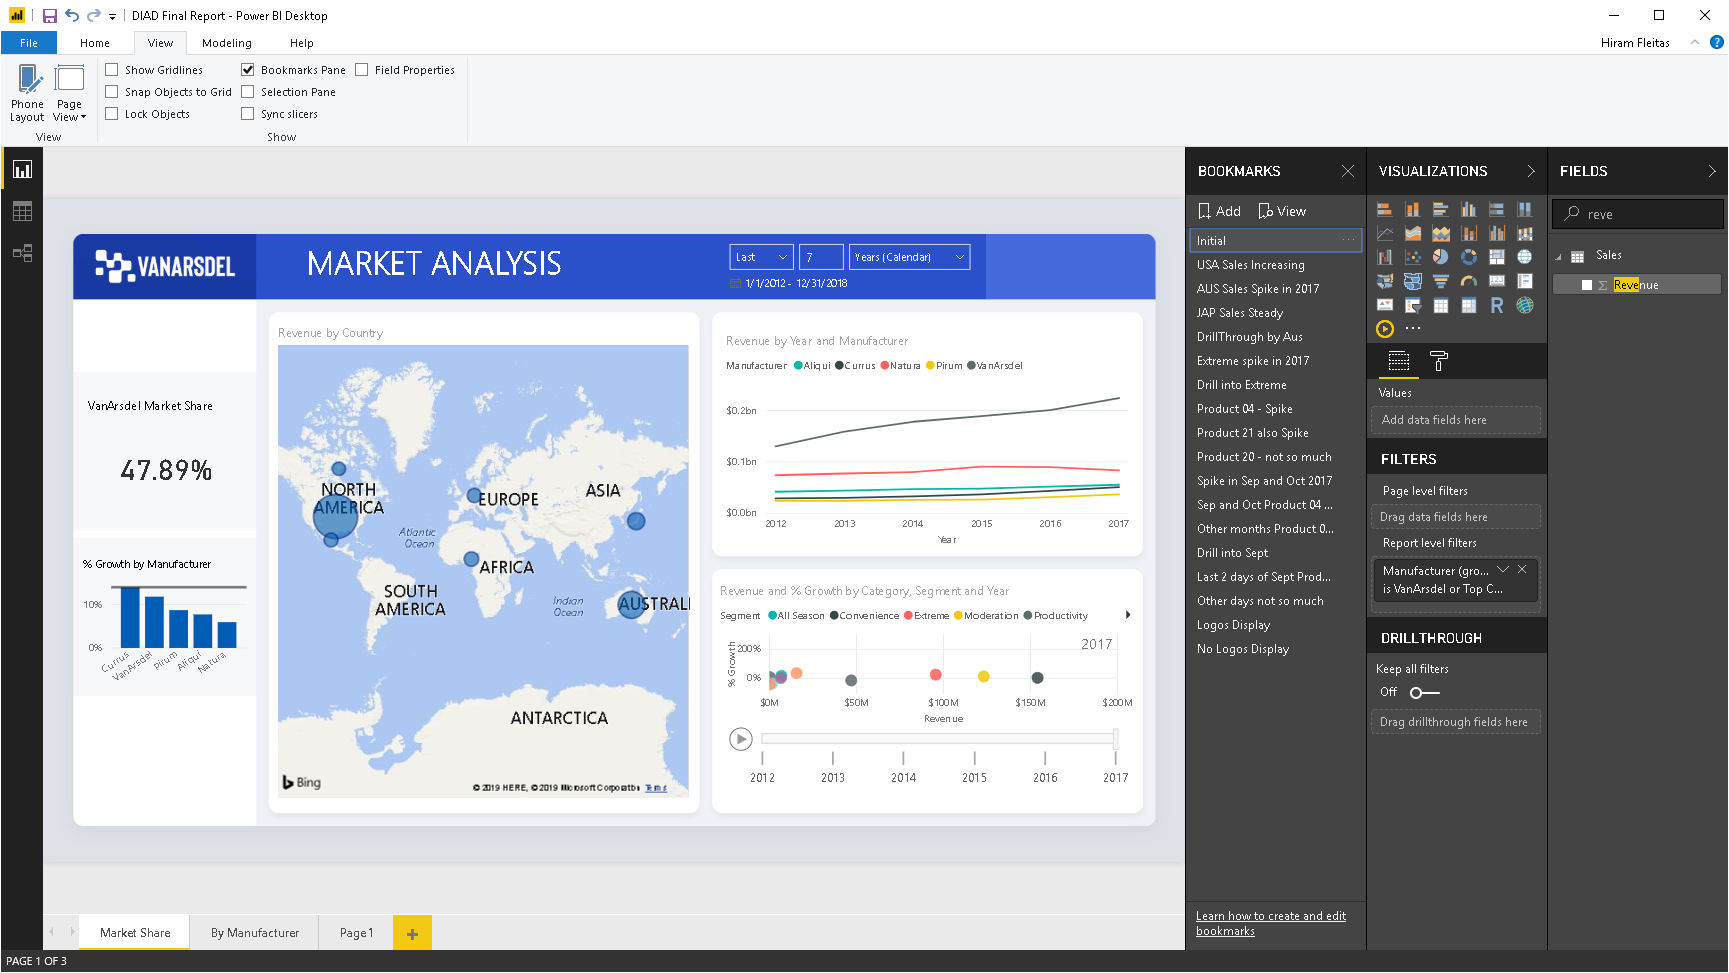 DIAD Final Report - Power BI Desktop
File
Home
View
Modeling
Help
Hiram Fleitas
Phone Layout
Page View
View
Show Gridlines
Snap Objects to Grid
Lock Objects
Bookmarks Pane
Selection Pane
Sync slicers
Field Properties
Show
VANARSDEL
MARKET ANALYSIS
Last
7
Years (Calendar)
1/1/2012 - 12/31/2018
VanArsdel Market Share
47.89%
% Growth by Manufacturer
10%
0%
Currus
VanArsdel
Pirum
Aliqui
Natura
Revenue by Country
NORTH
AMERICA
EUROPE
ASIA
Atlantic
Ocean
AFRICA
SOUTH
AMERICA
Indian
Ocean
AUSTRALI
ANTARCTICA
Bing
© 2019 HERE, © 2019 Microsoft Corporation Terms
Revenue by Year and Manufacturer
Manufacturer Aliqui Currus Natura Pirum VanArsdel
$0.2bn
$0.1bn
$0.0bn
2012 2013 2014 2015 2016 2017
Year
Revenue and % Growth by Category, Segment and Year
Segment All Season Convenience Extreme Moderation Productivity
2017
% Growth
200%
0%
$0M $50M $100M $150M $200M
Revenue
2012 2013 2014 2015 2016 2017
BOOKMARKS
Add View
Initial ...
USA Sales Increasing
AUS Sales Spike in 2017
JAP Sales Steady
DrillThrough by Aus
Extreme spike in 2017
Drill into Extreme
Product 04 - Spike
Product 21 also Spike
Product 20 - not so much
Spike in Sep and Oct 2017
Sep and Oct Product 04 ...
Other months Product 0...
Drill into Sept
Last 2 days of Sept Prod...
Other days not so much
Logos Display
No Logos Display
Learn how to create and edit
bookmarks
VISUALIZATIONS
R
...
Values
Add data fields here
FILTERS
Page level filters
Drag data fields here
Report level filters
Manufacturer (gro...
is VanArsdel or Top C...
DRILLTHROUGH
Keep all filters
Off
Drag drillthrough fields here
FIELDS
reve
Sales
Σ Revenue
Market Share
By Manufacturer
Page 1
+
PAGE 1 OF 3